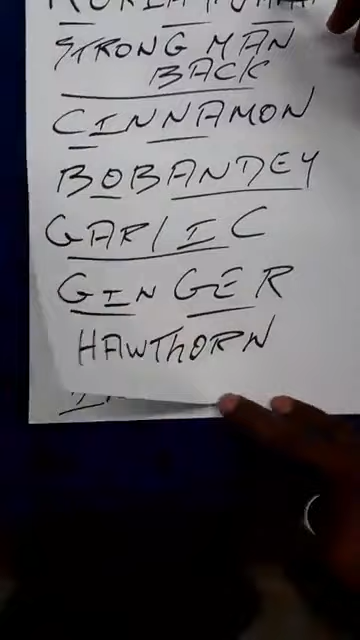 STRONG MAN
BACK
CINNAMON
BOBANDEY
GARLIC
GINGER
HAWThORN